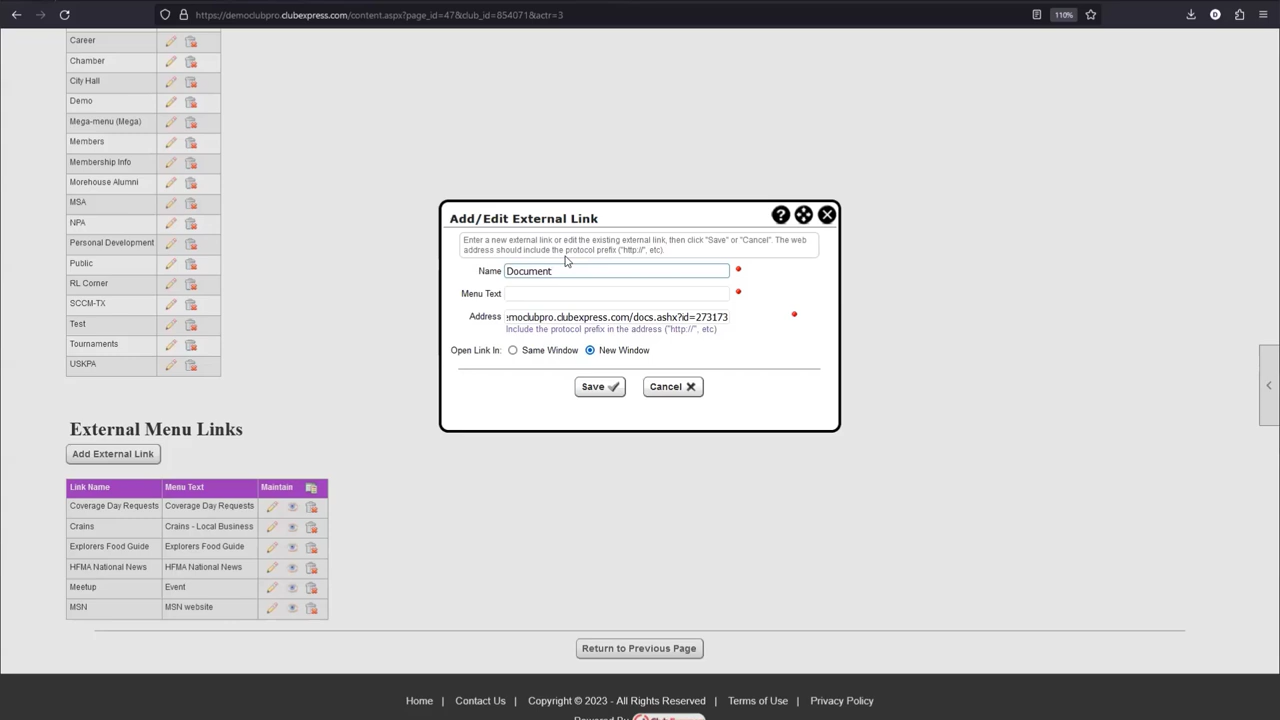 https://democlubpro.clubexpress.com/content.aspx?page_id=47&club_id=854071&actr=3
110%
D
Career
Chamber
City Hall
Demo
Mega-menu (Mega)
Members
Membership Info
Morehouse Alumni
MSA
NPA
Personal Development
Public
RL Corner
SCCM-TX
Test
Tournaments
USKPA
Add/Edit External Link
Enter a new external link or edit the existing external link, then click "Save" or "Cancel". The web
address should include the protocol prefix ("http://", etc).
Name Document
Menu Text
Address emoclubpro.clubexpress.com/docs.ashx?id=273173
Include the protocol prefix in the address ("http://", etc)
Open Link In: Same Window New Window
Save Cancel
External Menu Links
Add External Link
Link Name Menu Text Maintain
Coverage Day Requests Coverage Day Requests
Crains Crains - Local Business
Explorers Food Guide Explorers Food Guide
HFMA National News HFMA National News
Meetup Event
MSN MSN website
Return to Previous Page
Home | Contact Us | Copyright © 2023 - All Rights Reserved | Terms of Use | Privacy Policy
Powered By